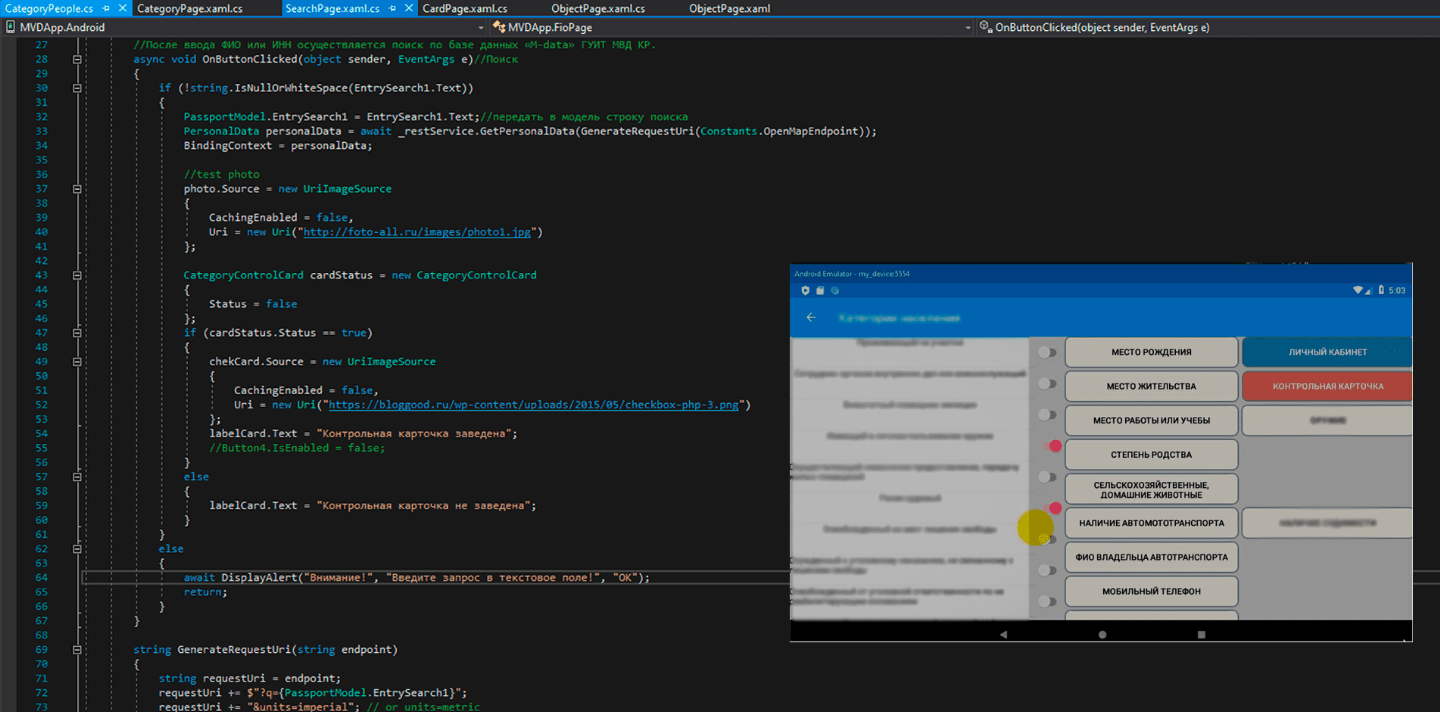 CategoryPeople.cs
CategoryPage.xaml.cs
SearchPage.xaml.cs
CardPage.xaml.cs
ObjectPage.xaml.cs
ObjectPage.xaml
MVDApp.Android
MVDApp.FioPage
OnButtonClicked(object sender, EventArgs e)
27 //После ввода ФИО или ИНН осуществляется поиск по базе данных «M-data» ГУИТ МВД КР.
28 async void OnButtonClicked(object sender, EventArgs e)//Поиск
29 {
30 if (!string.IsNullOrWhiteSpace(EntrySearch1.Text))
31 {
32 PassportModel.EntrySearch1 = EntrySearch1.Text;//передать в модель строку поиска
33 PersonalData personalData = await _restService.GetPersonalData(GenerateRequestUri(Constants.OpenMapEndpoint));
34 BindingContext = personalData;
35
36 //test photo
37 photo.Source = new UriImageSource
38 {
39 CachingEnabled = false,
40 Uri = new Uri("http://foto-all.ru/images/photo1.jpg")
41 };
42
43 CategoryControlCard cardStatus = new CategoryControlCard
44 {
45 Status = false
46 };
47 if (cardStatus.Status == true)
48 {
49 chekCard.Source = new UriImageSource
50 {
51 CachingEnabled = false,
52 Uri = new Uri("https://bloggood.ru/wp-content/uploads/2015/05/checkbox-php-3.png")
53 };
54 labelCard.Text = "Контрольная карточка заведена";
55 //Button4.IsEnabled = false;
56 }
57 else
58 {
59 labelCard.Text = "Контрольная карточка не заведена";
60 }
61 }
62 else
63 {
64 await DisplayAlert("Внимание!", "Введите запрос в текстовое поле!", "OK");
65 return;
66 }
67 }
68
69 string GenerateRequestUri(string endpoint)
70 {
71 string requestUri = endpoint;
72 requestUri += $"?q={PassportModel.EntrySearch1}";
73 requestUri += "&units=imperial"; // or units=metric
Android Emulator - my_device:5554
5:03
Категории населения
МЕСТО РОЖДЕНИЯ
ЛИЧНЫЙ КАБИНЕТ
МЕСТО ЖИТЕЛЬСТВА
КОНТРОЛЬНАЯ КАРТОЧКА
МЕСТО РАБОТЫ ИЛИ УЧЕБЫ
ОРУЖИЕ
СТЕПЕНЬ РОДСТВА
СЕЛЬСКОХОЗЯЙСТВЕННЫЕ,
ДОМАШНИЕ ЖИВОТНЫЕ
НАЛИЧИЕ АВТОМОТОТРАНСПОРТА
НАЛИЧИЕ СУДИМОСТИ
ФИО ВЛАДЕЛЬЦА АВТОТРАНСПОРТА
МОБИЛЬНЫЙ ТЕЛЕФОН